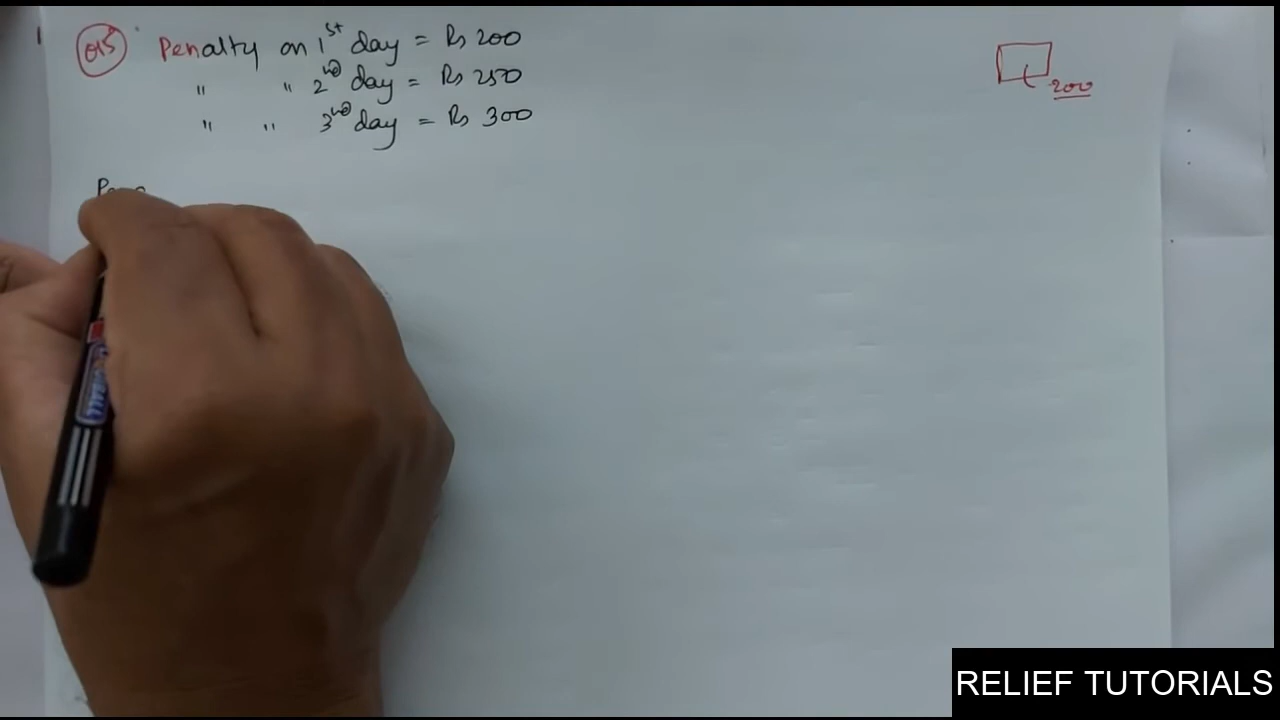 Q15 Penalty on 1st day = Rs 200
" " 2nd day = Rs 250
" " 3rd day = Rs 300
200
RELIEF TUTORIALS